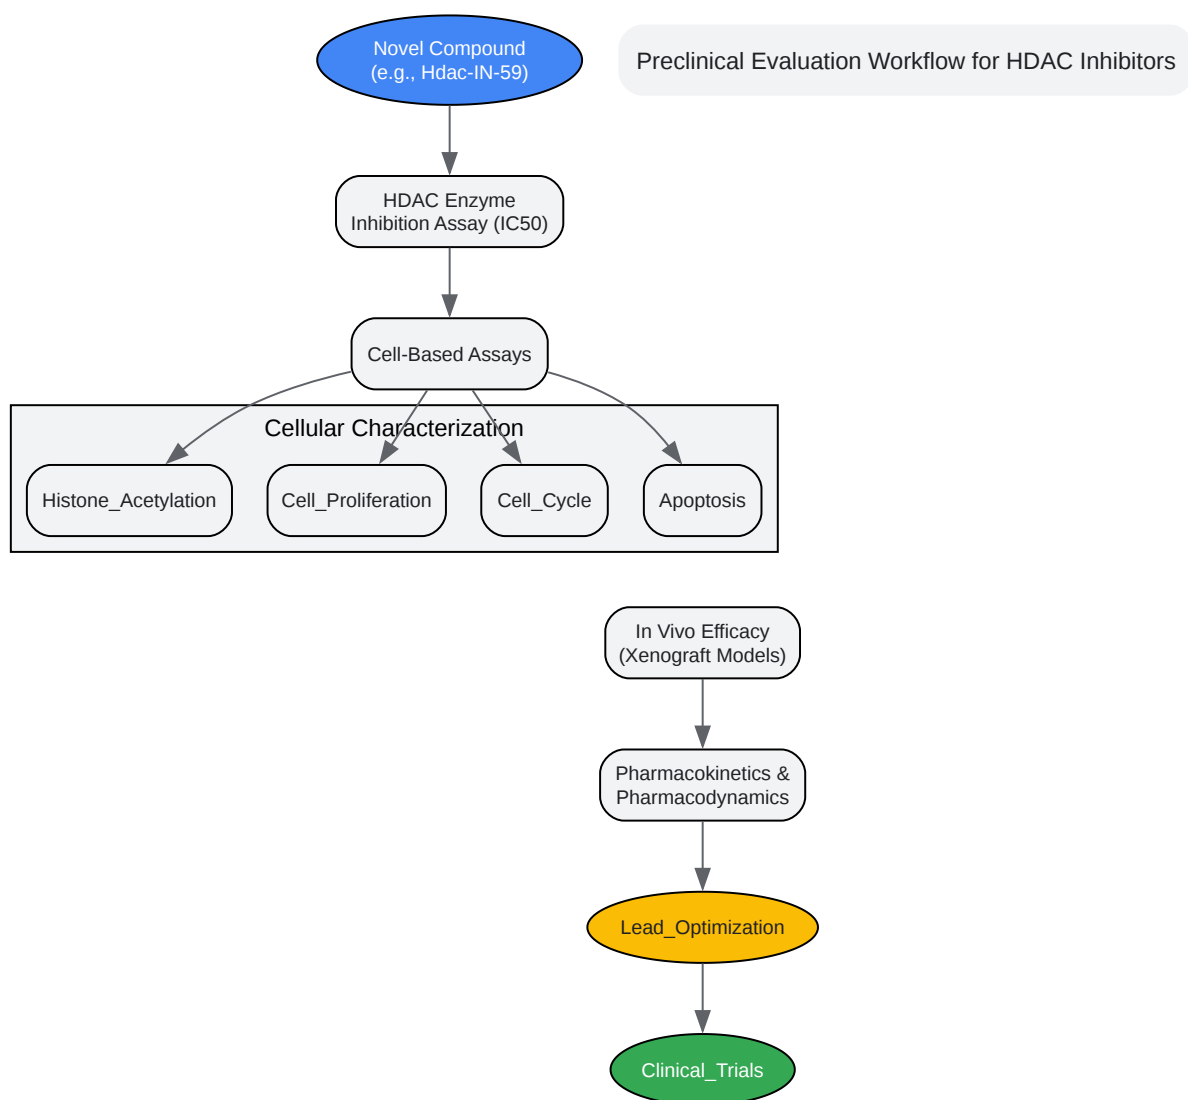 Novel Compound
(e.g., Hdac-IN-59)
Preclinical Evaluation Workflow for HDAC Inhibitors
HDAC Enzyme
Inhibition Assay (IC50)
Cell-Based Assays
Cellular Characterization
Histone_Acetylation
Cell_Proliferation
Cell_Cycle
Apoptosis
In Vivo Efficacy
(Xenograft Models)
Pharmacokinetics &
Pharmacodynamics
Lead_Optimization
Clinical_Trials